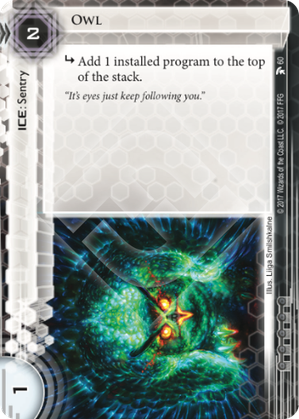 Owl
2
ICE: Sentry
↳ Add 1 installed program to the top
of the stack.
“It’s eyes just keep following you.”
60
© 2017 Wizards of the Coast LLC. © 2017 FFG
Illus. Liiga Smilshkalne
1